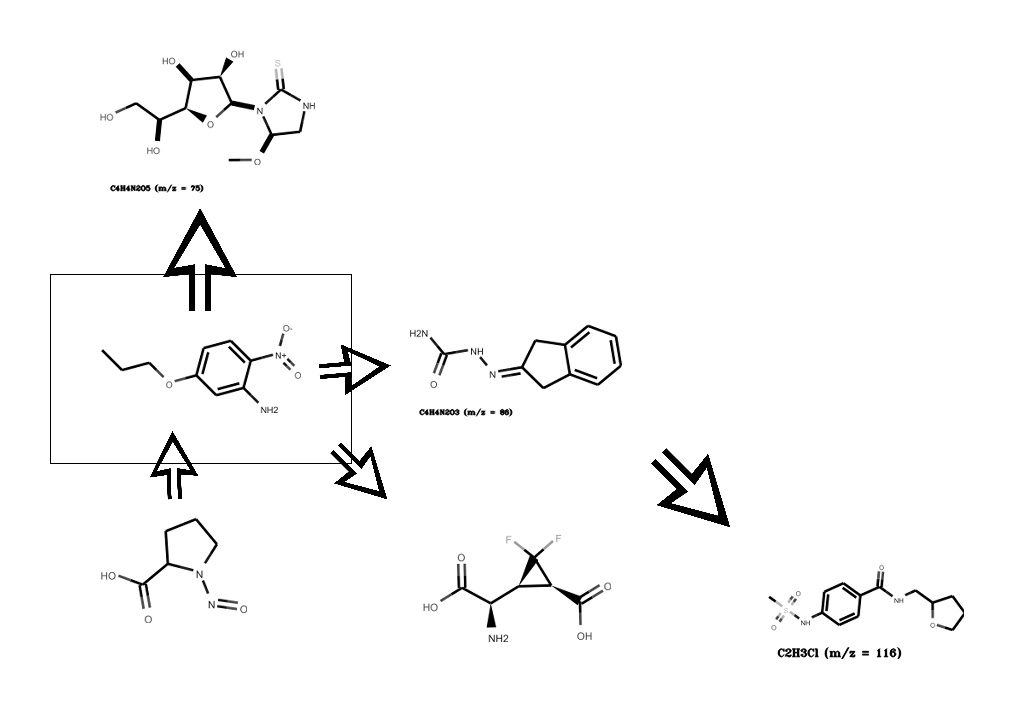 HO OH
S
HO N NH
O
HO O
C4H4N2O5 (m/z = 75)
O-
N+
O O
NH2
H2N NH
O N
C4H4N2O3 (m/z = 86)
HO N
O N O
F F
O O
HO
NH2 OH
O
O
S NH
O NH O
C2H3Cl (m/z = 116)